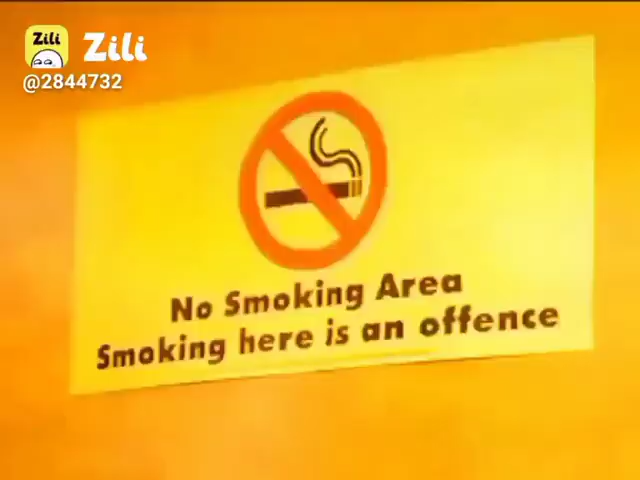 Zili
Zili
@2844732
No Smoking Area
Smoking here is an offence